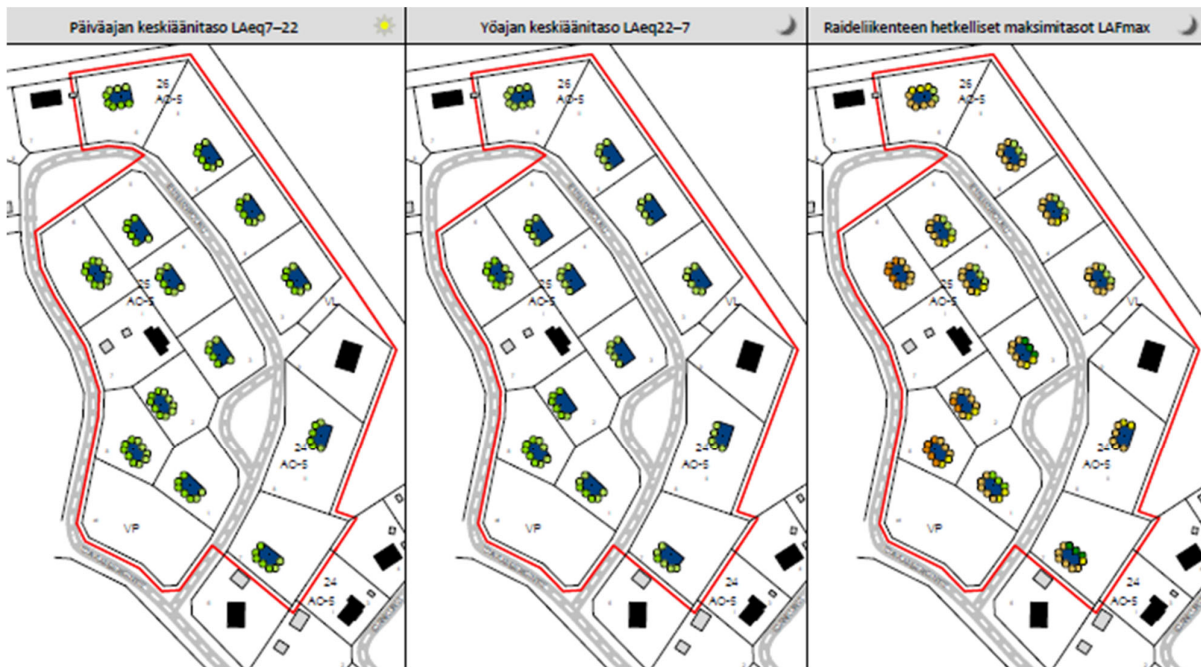 Päiväajan keskiäänitaso LAeq7–22
Yöajan keskiäänitaso LAeq22–7
Raideliikenteen hetkelliset maksimitasot LAFmax
26
AO-5
25
AO-5
VL
24
AO-5
VP
24
AO-5
26
AO-5
25
AO-5
VL
24
AO-5
VP
24
AO-5
26
AO-5
25
AO-5
VL
24
AO-5
VP
24
AO-5